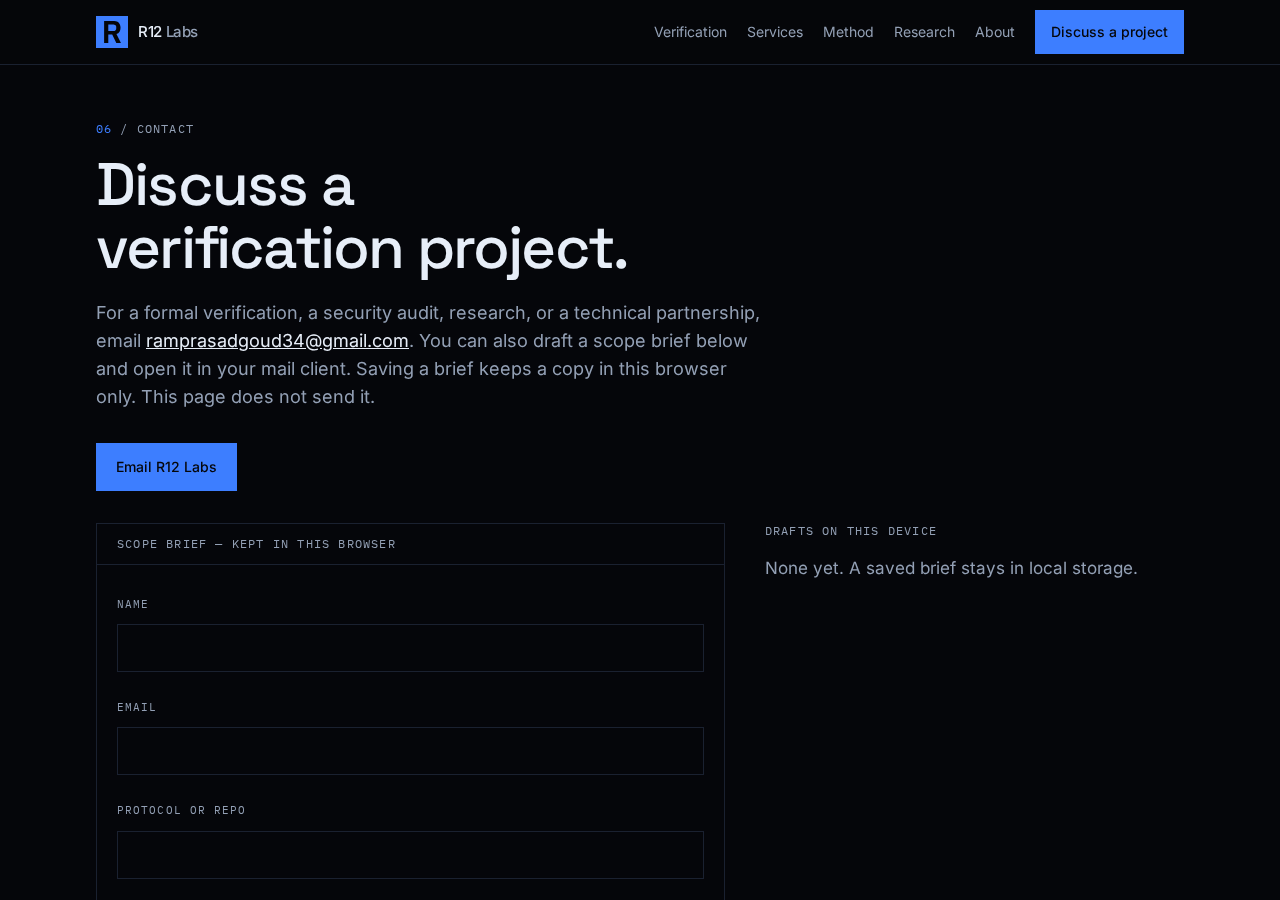 R R12 Labs
Verification Services Method Research About Discuss a project
06 / CONTACT
Discuss a
verification project.
For a formal verification, a security audit, research, or a technical partnership,
email ramprasadgoud34@gmail.com. You can also draft a scope brief below
and open it in your mail client. Saving a brief keeps a copy in this browser
only. This page does not send it.
Email R12 Labs
SCOPE BRIEF — KEPT IN THIS BROWSER
NAME
EMAIL
PROTOCOL OR REPO
DRAFTS ON THIS DEVICE
None yet. A saved brief stays in local storage.